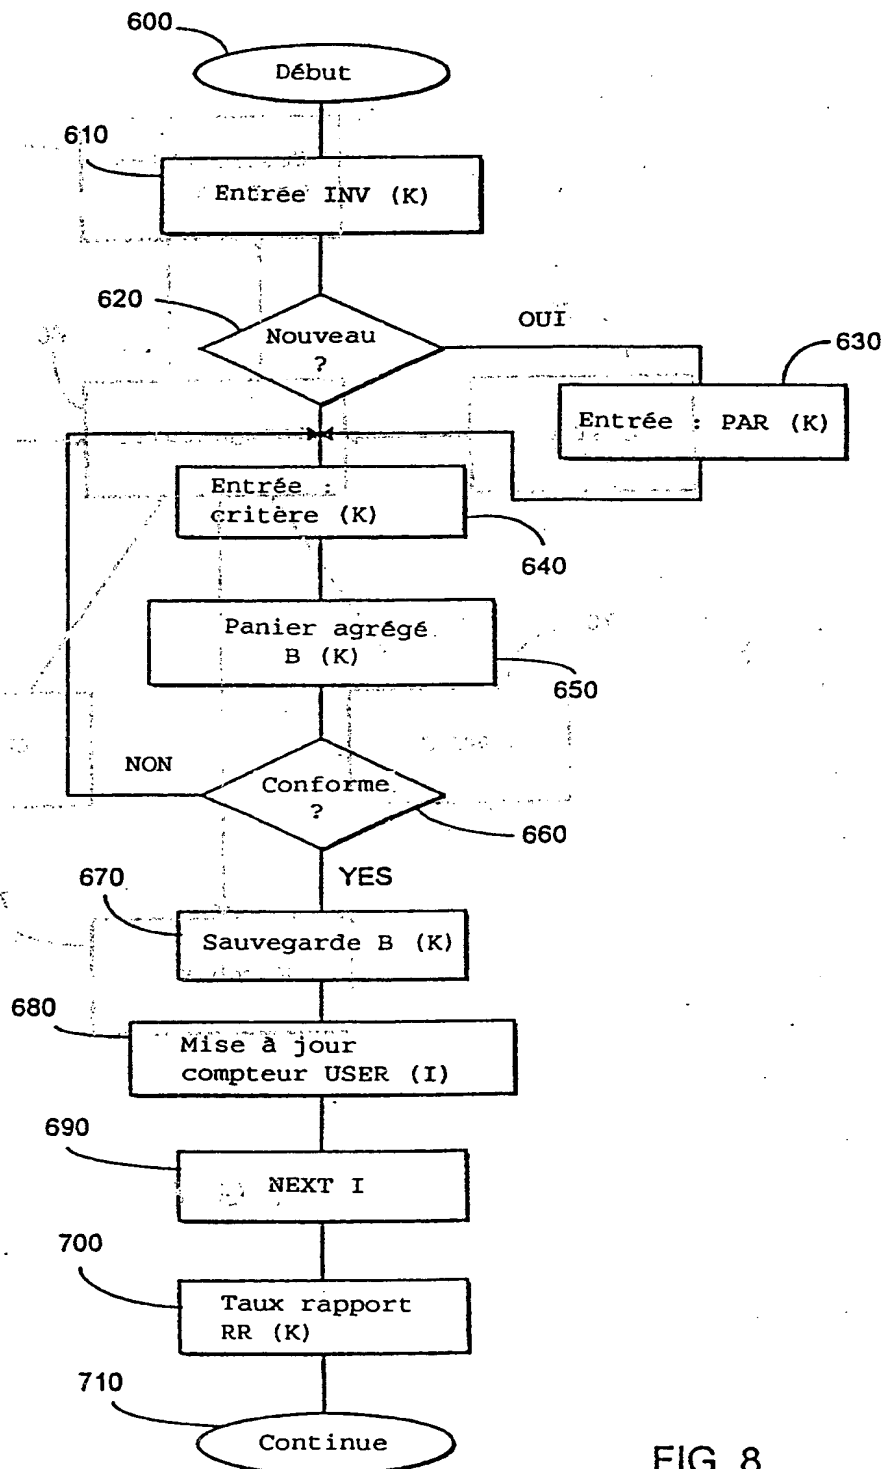 600
Début
610
Entrée INV (K)
620
Nouveau
?
OUI
630
Entrée : PAR (K)
Entrée :
critère (K)
640
Panier agrégé
B (K)
650
NON
Conforme
?
660
YES
670
Sauvegarde B (K)
680
Mise à jour
compteur USER (I)
690
NEXT I
700
Taux rapport
RR (K)
710
Continue
FIG. 8